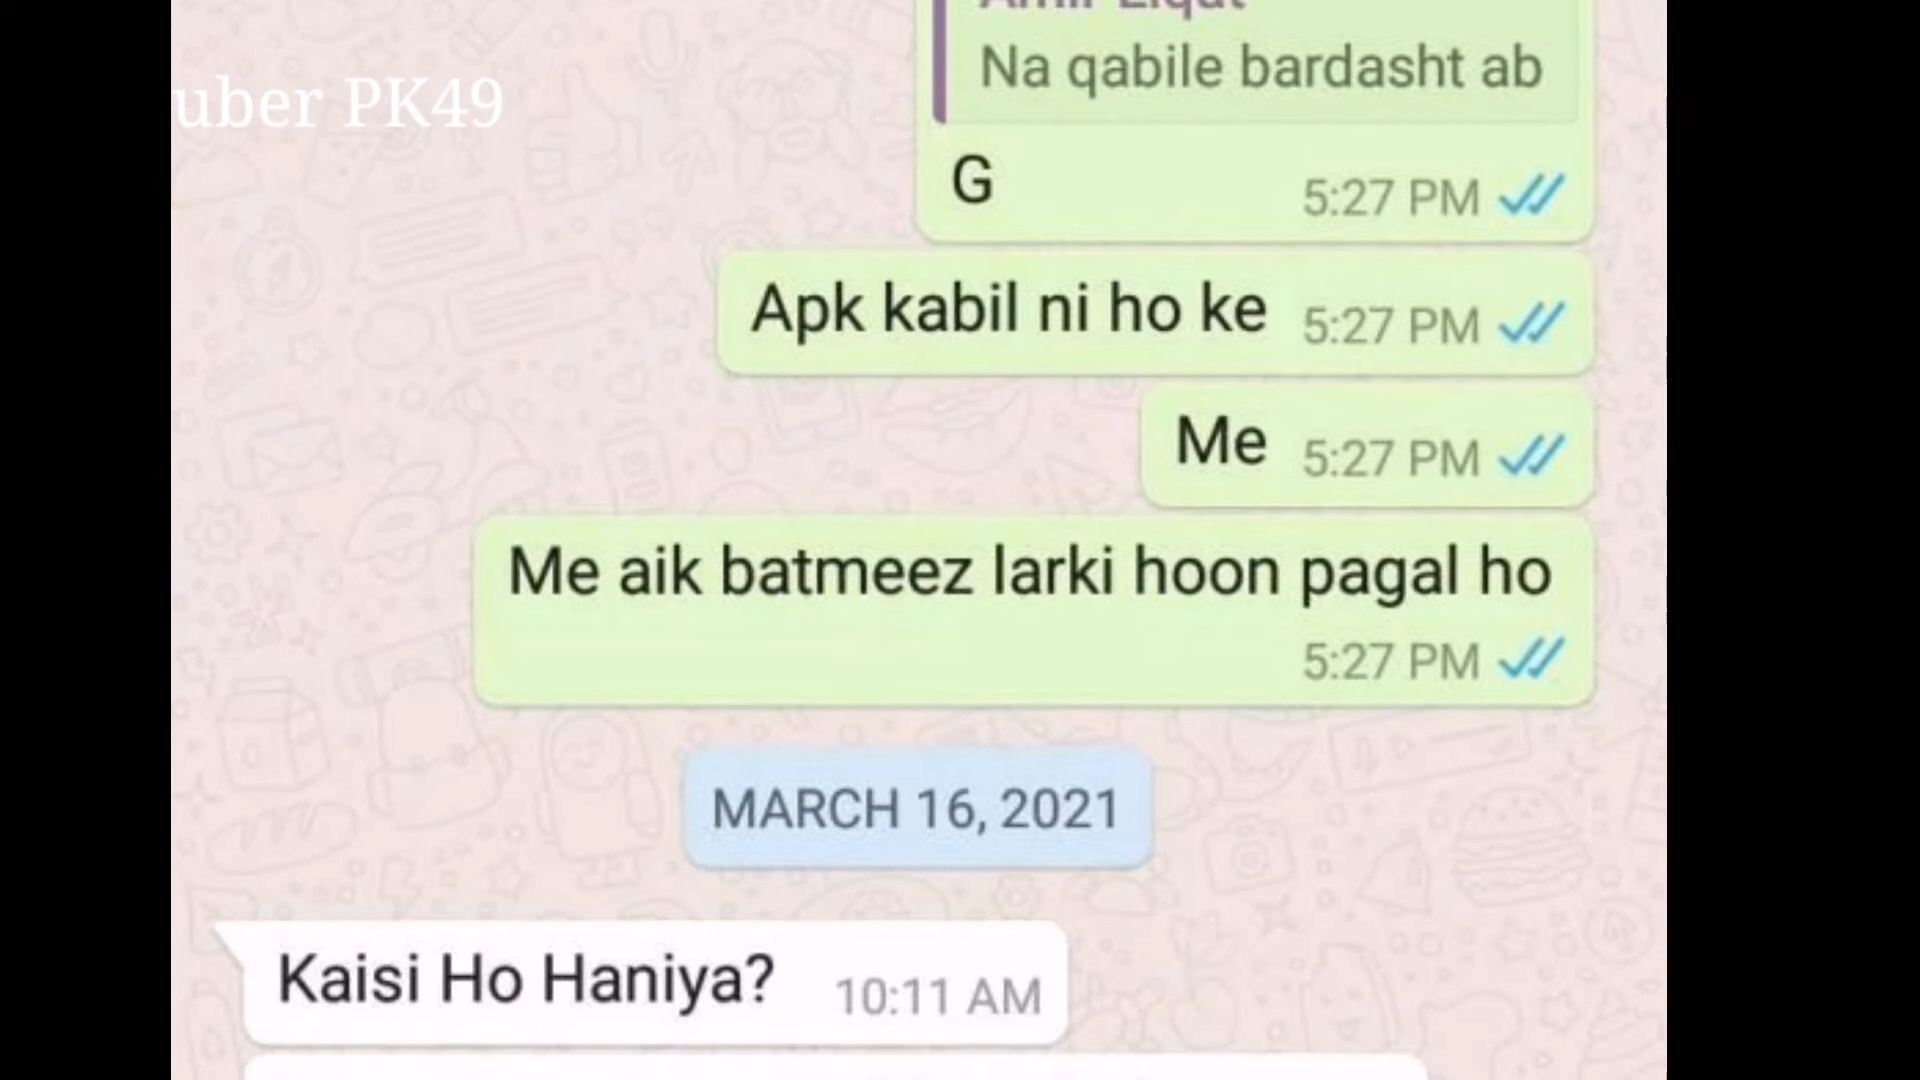 Amir Liqat
Na qabile bardasht ab
uber PK49
G
5:27 PM
Apk kabil ni ho ke 5:27 PM
Me 5:27 PM
Me aik batmeez larki hoon pagal ho
5:27 PM
MARCH 16, 2021
Kaisi Ho Haniya? 10:11 AM